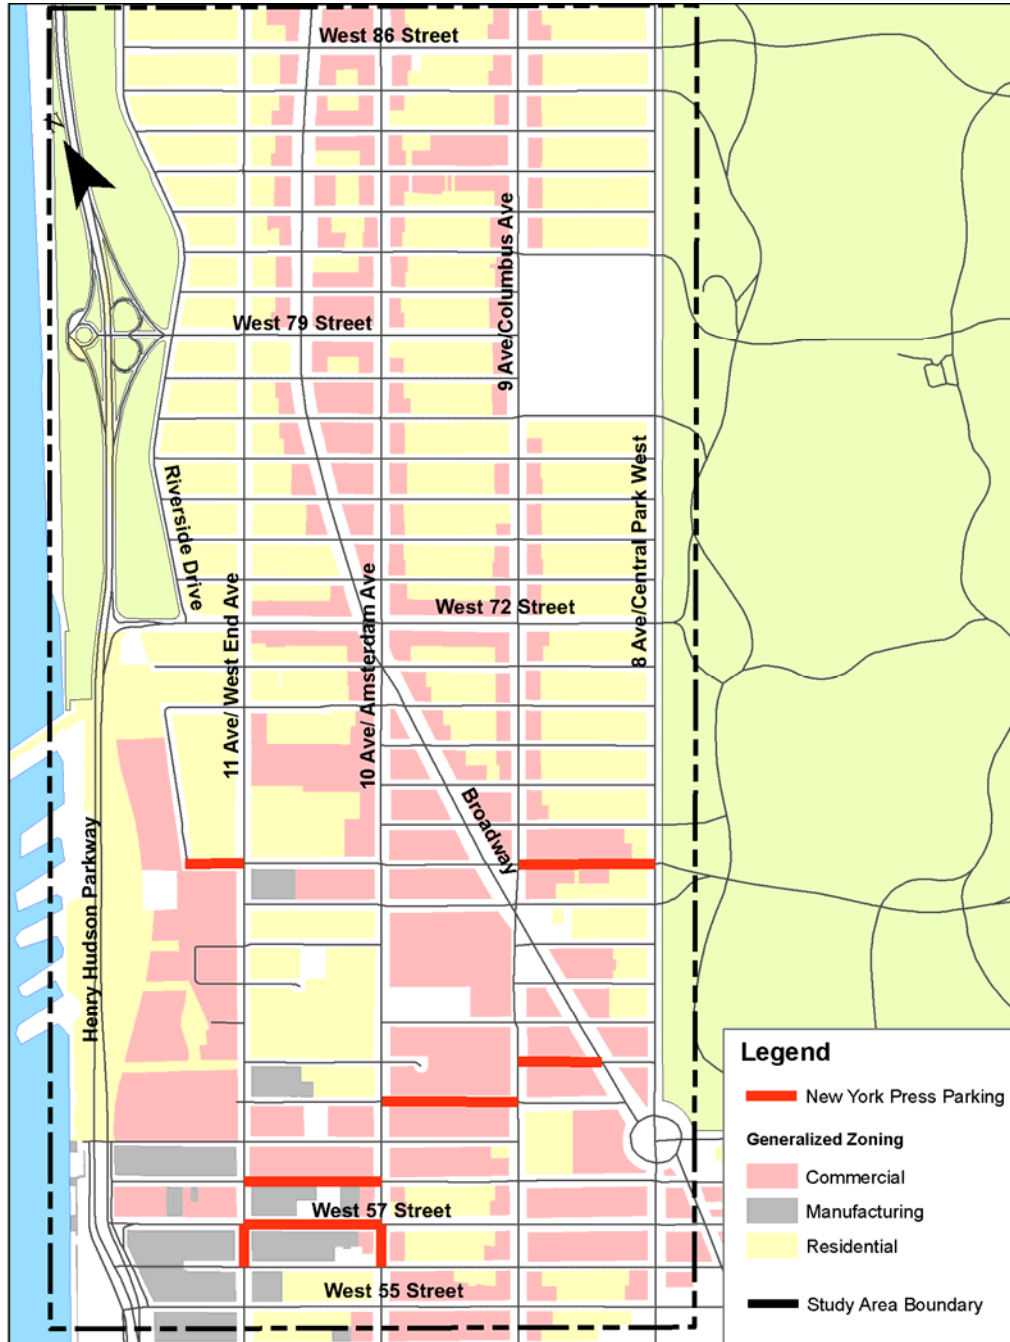 West 86 Street
N
9 Ave/Columbus Ave
West 79 Street
8 Ave/Central Park West
Riverside Drive
11 Ave/ West End Ave
10 Ave/ Amsterdam Ave
West 72 Street
Broadway
Henry Hudson Parkway
West 57 Street
West 55 Street
Legend
New York Press Parking
Generalized Zoning
Commercial
Manufacturing
Residential
Study Area Boundary